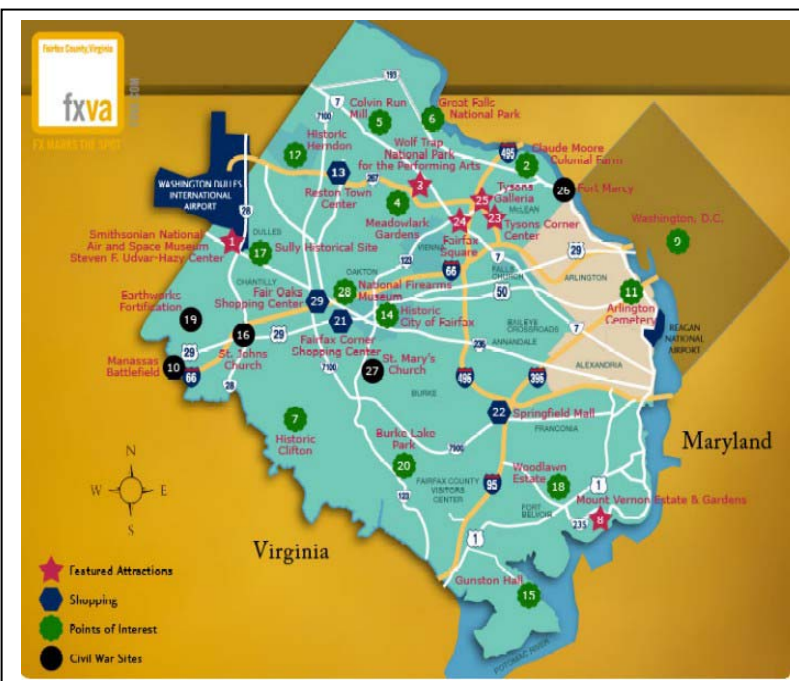 Fairfax County, Virginia
fxva
.COM
FX MARKS THE SPOT
193
7
7100
Colvin Run
Mill
5
6
Great Falls
National Park
Historic
Herndon
12
Wolf Trap
National Park
for the Performing Arts
3
495
Claude Moore
Colonial Farm
2
13
Reston Town
Center
267
WASHINGTON DULLES
INTERNATIONAL
AIRPORT
28
4
Meadowlark
Gardens
25
Tysons
Galleria
MCLEAN
26
Fort Marcy
24
23
Tysons Corner
Center
Fairfax
Square
VIENNA
Washington, D.C.
9
Smithsonian National
Air and Space Museum
Steven F. Udvar-Hazy Center
1
DULLES
17
Sully Historical Site
123
66
7
29
FALLS
CHURCH
ARLINGTON
OAKTON
CHANTILLY
Fair Oaks
Shopping Center
29
28
National Firearms
Museum
50
11
Arlington
Cemetery
Earthworks
Fortification
19
21
14
Historic
City of Fairfax
BAILEYE
CROSSROADS
7
REAGAN
NATIONAL
AIRPORT
16
29
Fairfax Corner
Shopping Center
236
ANNANDALE
29
St. Johns
Church
St. Mary's
Church
27
ALEXANDRIA
Manassas
Battlefield
10
66
28
7100
495
395
BURKE
22
Springfield Mall
FRANCONIA
7
Historic
Clifton
Burke Lake
Park
7900
Maryland
20
N
W
E
S
123
FAIRFAX COUNTY
VISITORS
CENTER
95
Woodlawn
Estate
18
1
Mount Vernon Estate & Gardens
FORT
BELVOIR
235
8
Virginia
1
Featured Attractions
Shopping
Points of Interest
Civil War Sites
Gunston Hall
15
POTOMAC RIVER